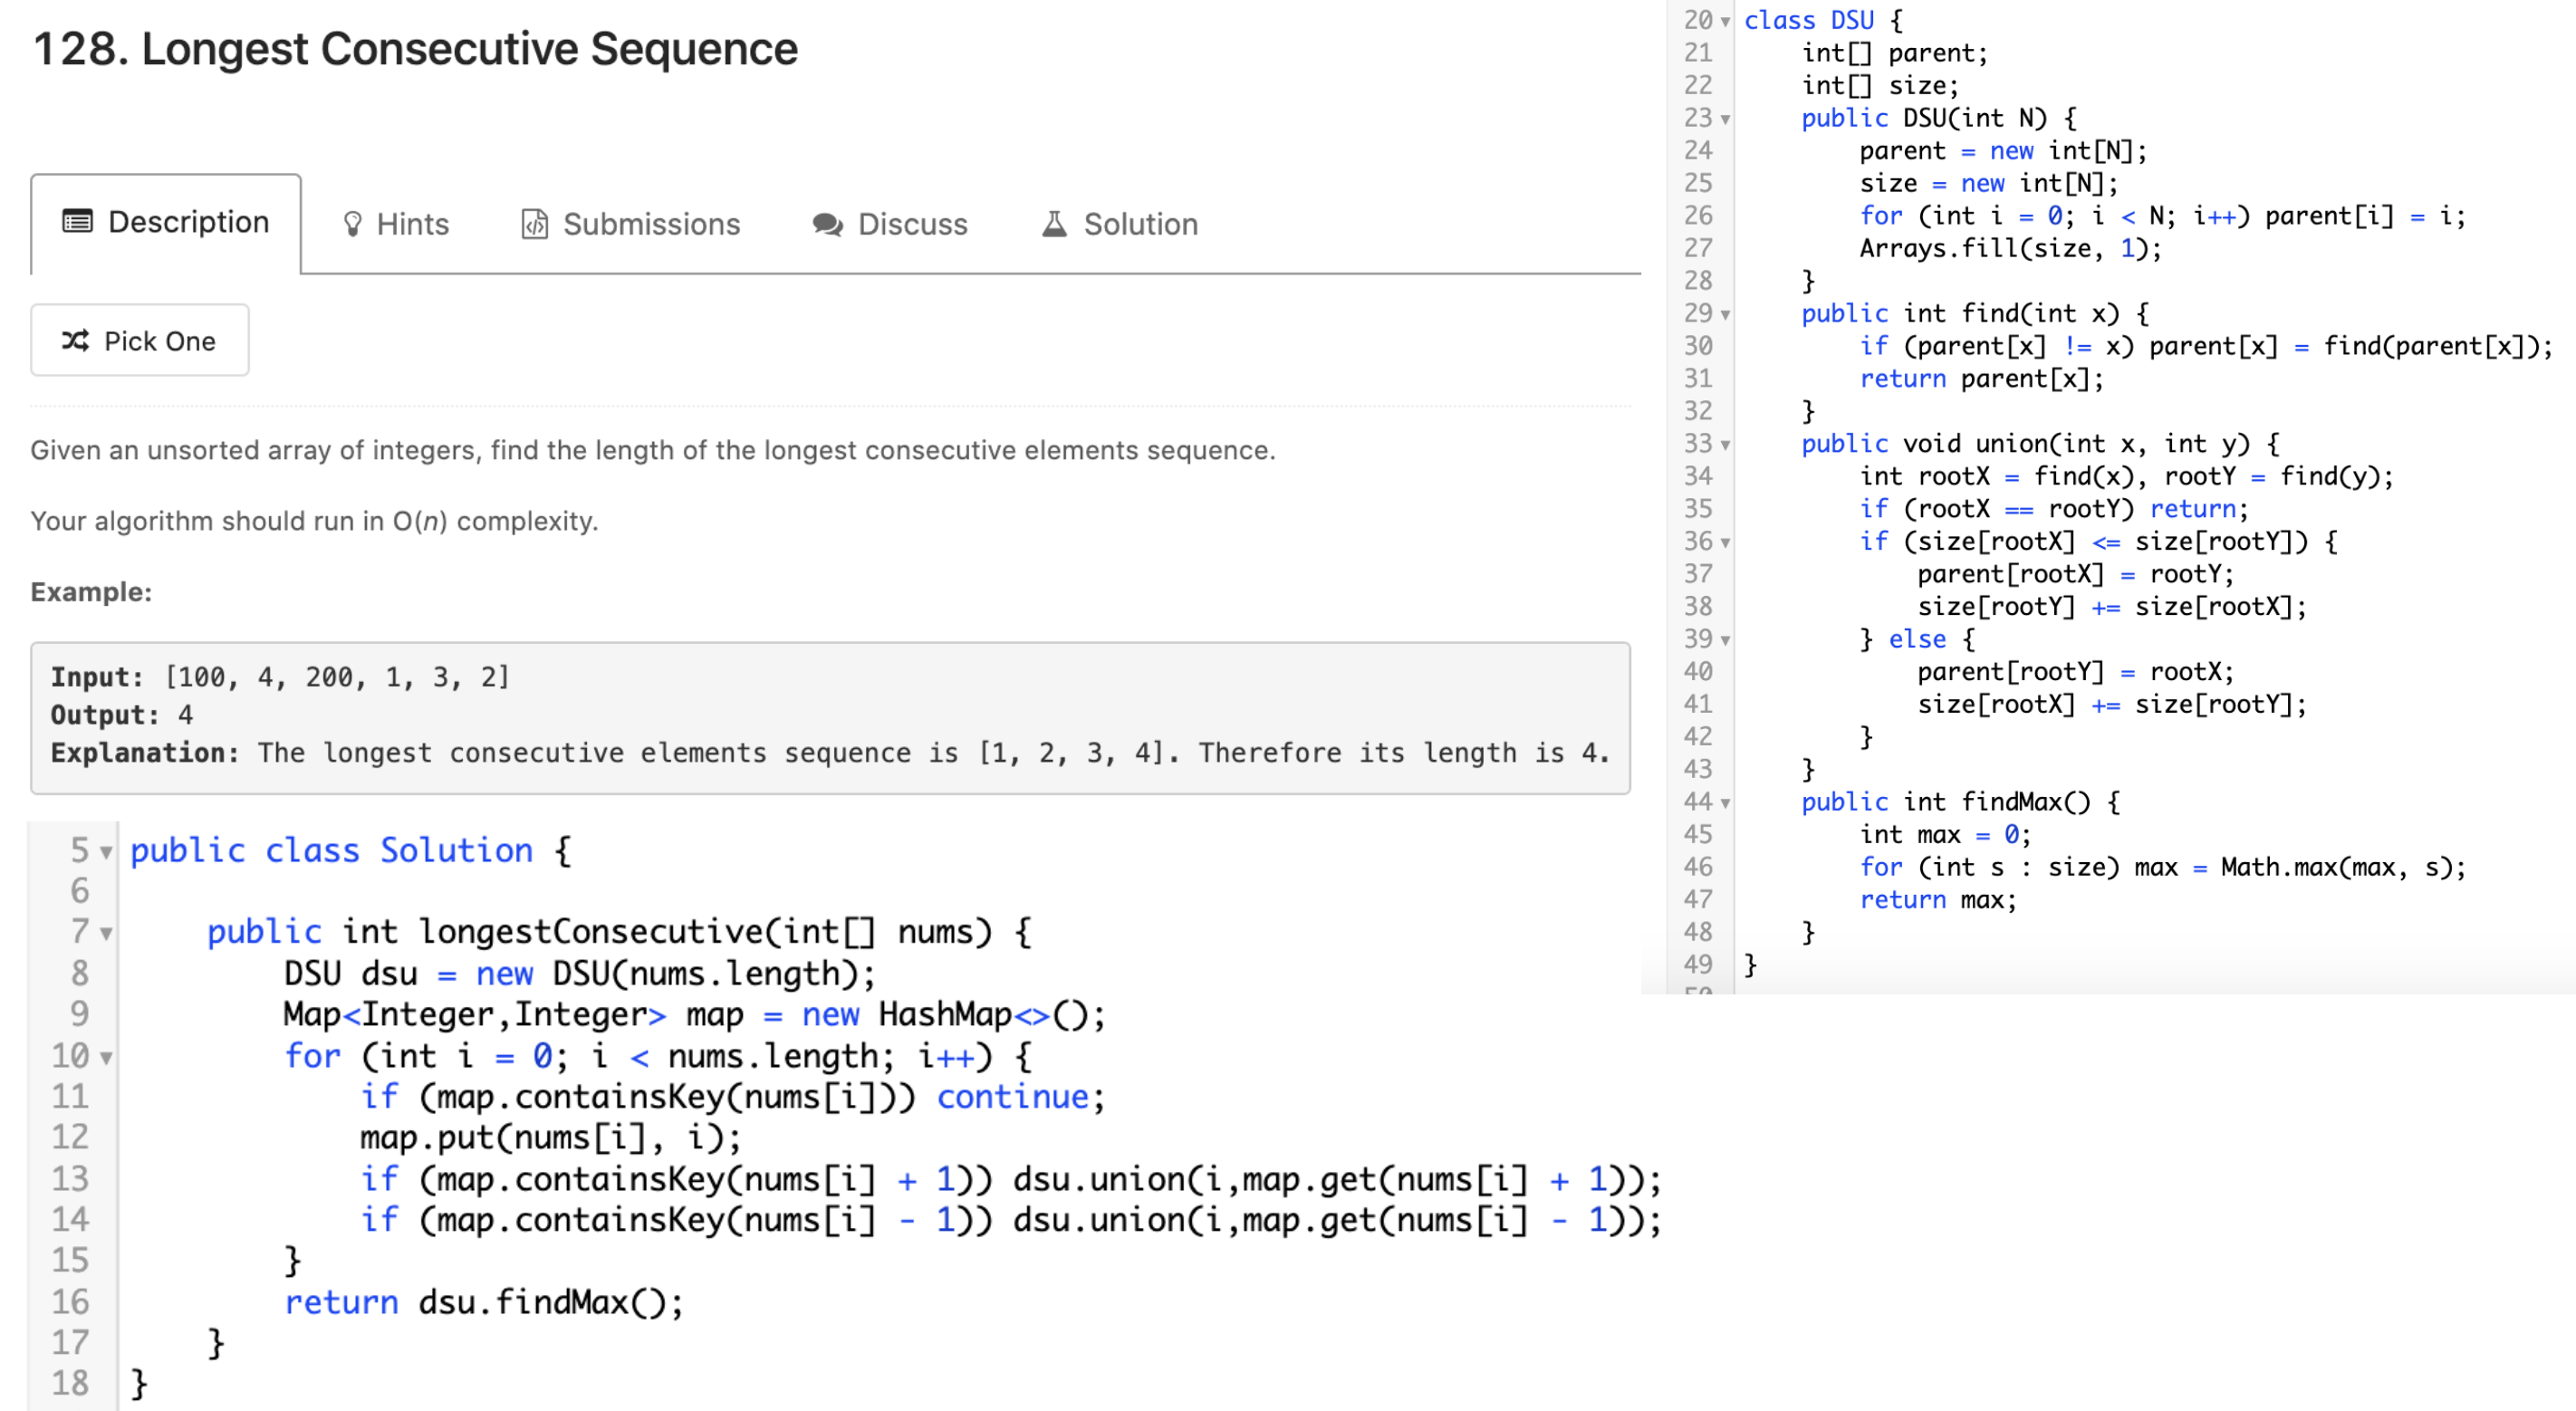 128. Longest Consecutive Sequence
Description
Hints
Submissions
Discuss
Solution
Pick One
Given an unsorted array of integers, find the length of the longest consecutive elements sequence.
Your algorithm should run in O(n) complexity.
Example:
Input: [100, 4, 200, 1, 3, 2]
Output: 4
Explanation: The longest consecutive elements sequence is [1, 2, 3, 4]. Therefore its length is 4.
5 public class Solution {
6
7     public int longestConsecutive(int[] nums) {
8         DSU dsu = new DSU(nums.length);
9         Map<Integer,Integer> map = new HashMap<>();
10         for (int i = 0; i < nums.length; i++) {
11             if (map.containsKey(nums[i])) continue;
12             map.put(nums[i], i);
13             if (map.containsKey(nums[i] + 1)) dsu.union(i,map.get(nums[i] + 1));
14             if (map.containsKey(nums[i] - 1)) dsu.union(i,map.get(nums[i] - 1));
15         }
16         return dsu.findMax();
17     }
18 }
20 class DSU {
21     int[] parent;
22     int[] size;
23     public DSU(int N) {
24         parent = new int[N];
25         size = new int[N];
26         for (int i = 0; i < N; i++) parent[i] = i;
27         Arrays.fill(size, 1);
28     }
29     public int find(int x) {
30         if (parent[x] != x) parent[x] = find(parent[x]);
31         return parent[x];
32     }
33     public void union(int x, int y) {
34         int rootX = find(x), rootY = find(y);
35         if (rootX == rootY) return;
36         if (size[rootX] <= size[rootY]) {
37             parent[rootX] = rootY;
38             size[rootY] += size[rootX];
39         } else {
40             parent[rootY] = rootX;
41             size[rootX] += size[rootY];
42         }
43     }
44     public int findMax() {
45         int max = 0;
46         for (int s : size) max = Math.max(max, s);
47         return max;
48     }
49 }